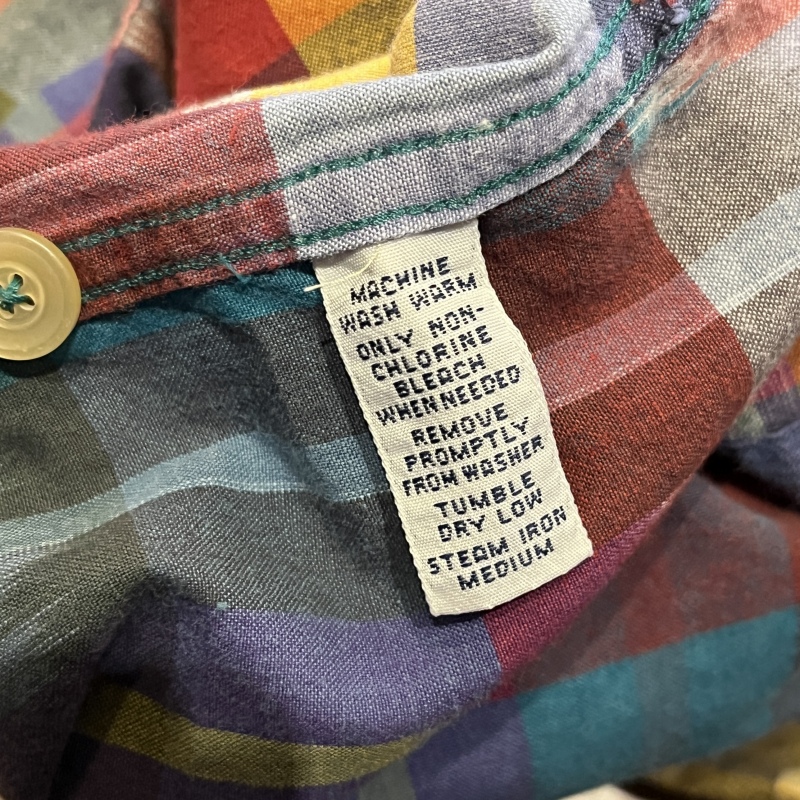 MACHINE
WASH WARM
ONLY NON-
CHLORINE
BLEACH
WHEN NEEDED
REMOVE
PROMPTLY
FROM WASHER
TUMBLE
DRY LOW
STEAM IRON
MEDIUM